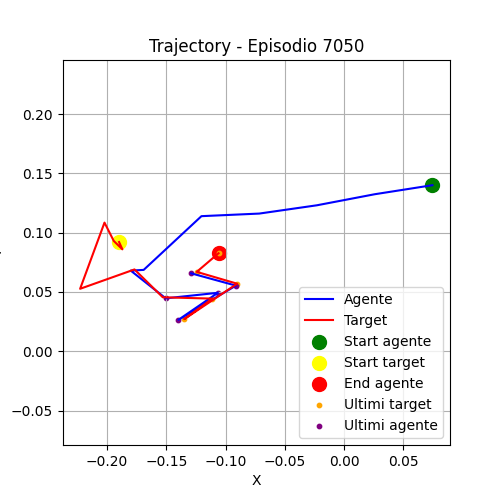 Trajectory - Episodio 7050
0.20
0.15
0.10
0.05
0.00
−0.05
−0.20
−0.15
−0.10
−0.05
0.00
0.05
X
Agente
Target
Start agente
Start target
End agente
Ultimi target
Ultimi agente